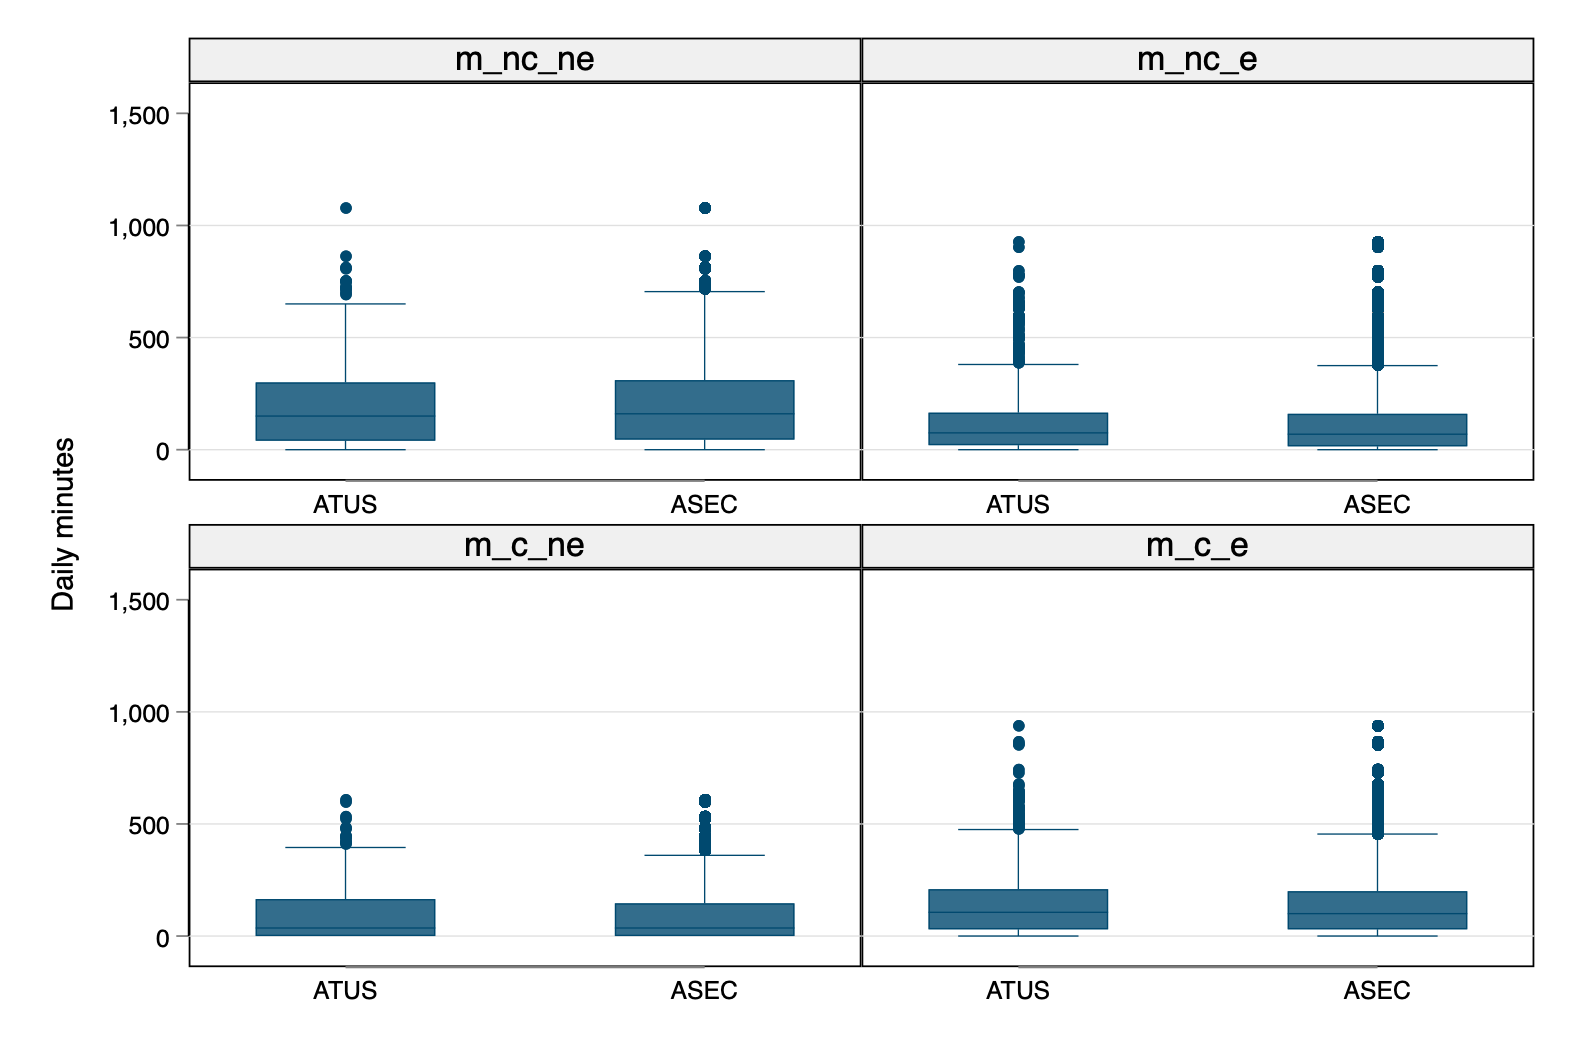 m_nc_ne
m_nc_e
1,500
1,000
500
0
ATUS
ASEC
ATUS
ASEC
Daily minutes
m_c_ne
m_c_e
1,500
1,000
500
0
ATUS
ASEC
ATUS
ASEC